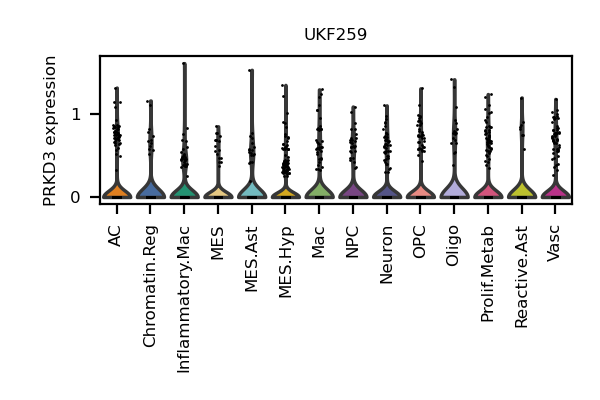 UKF259
PRKD3 expression
1
0
AC
Chromatin.Reg
Inflammatory.Mac
MES
MES.Ast
MES.Hyp
Mac
NPC
Neuron
OPC
Oligo
Prolif.Metab
Reactive.Ast
Vasc